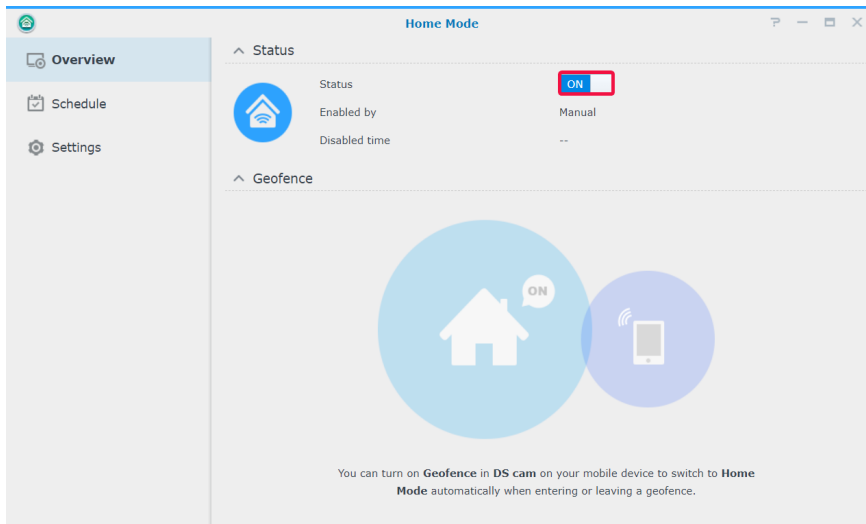 Home Mode
Overview
Schedule
Settings
Status
Status
ON
Enabled by
Manual
Disabled time
--
Geofence
ON
You can turn on Geofence in DS cam on your mobile device to switch to Home
Mode automatically when entering or leaving a geofence.